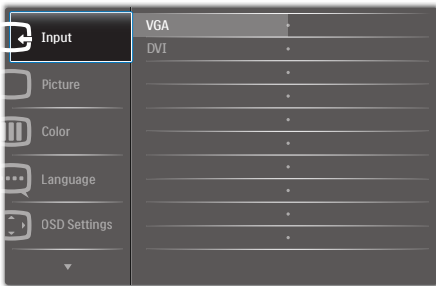 Input
VGA
DVI
Picture
Color
Language
OSD Settings